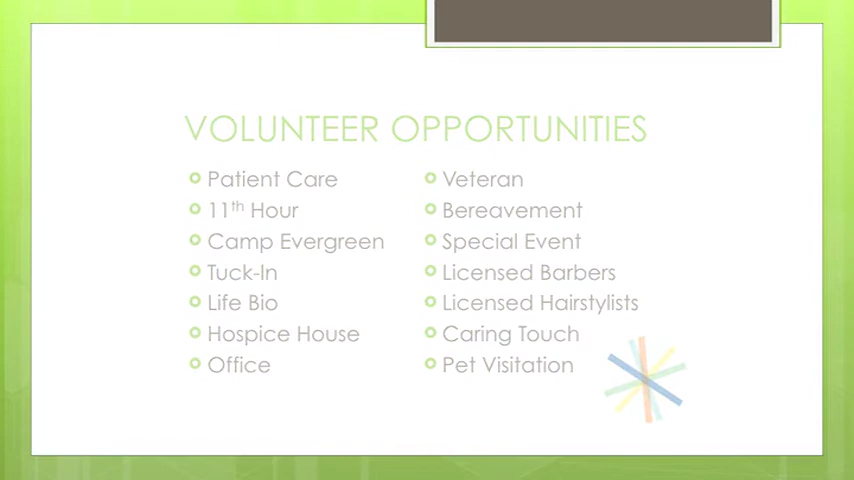 VOLUNTEER OPPORTUNITIES
Patient Care
11th Hour
Camp Evergreen
Tuck-In
Life Bio
Hospice House
Office
Veteran
Bereavement
Special Event
Licensed Barbers
Licensed Hairstylists
Caring Touch
Pet Visitation